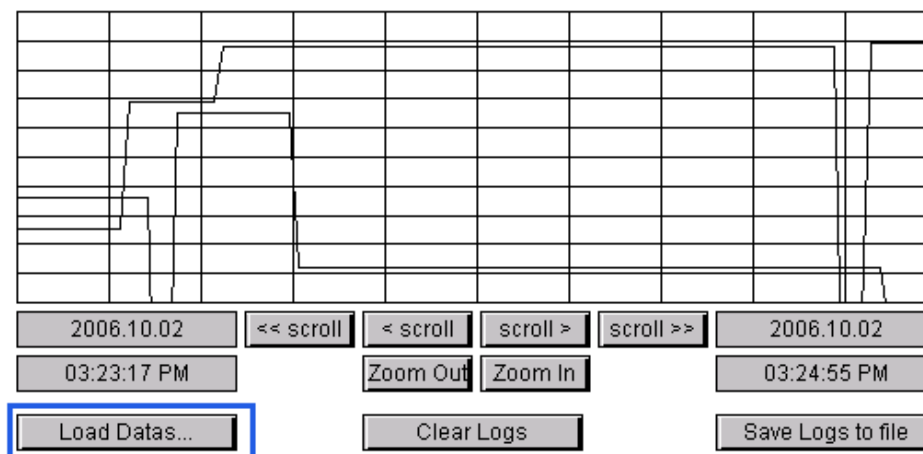 2006.10.02 << scroll < scroll scroll > scroll >> 2006.10.02
03:23:17 PM Zoom Out Zoom In 03:24:55 PM
Load Datas... Clear Logs Save Logs to file